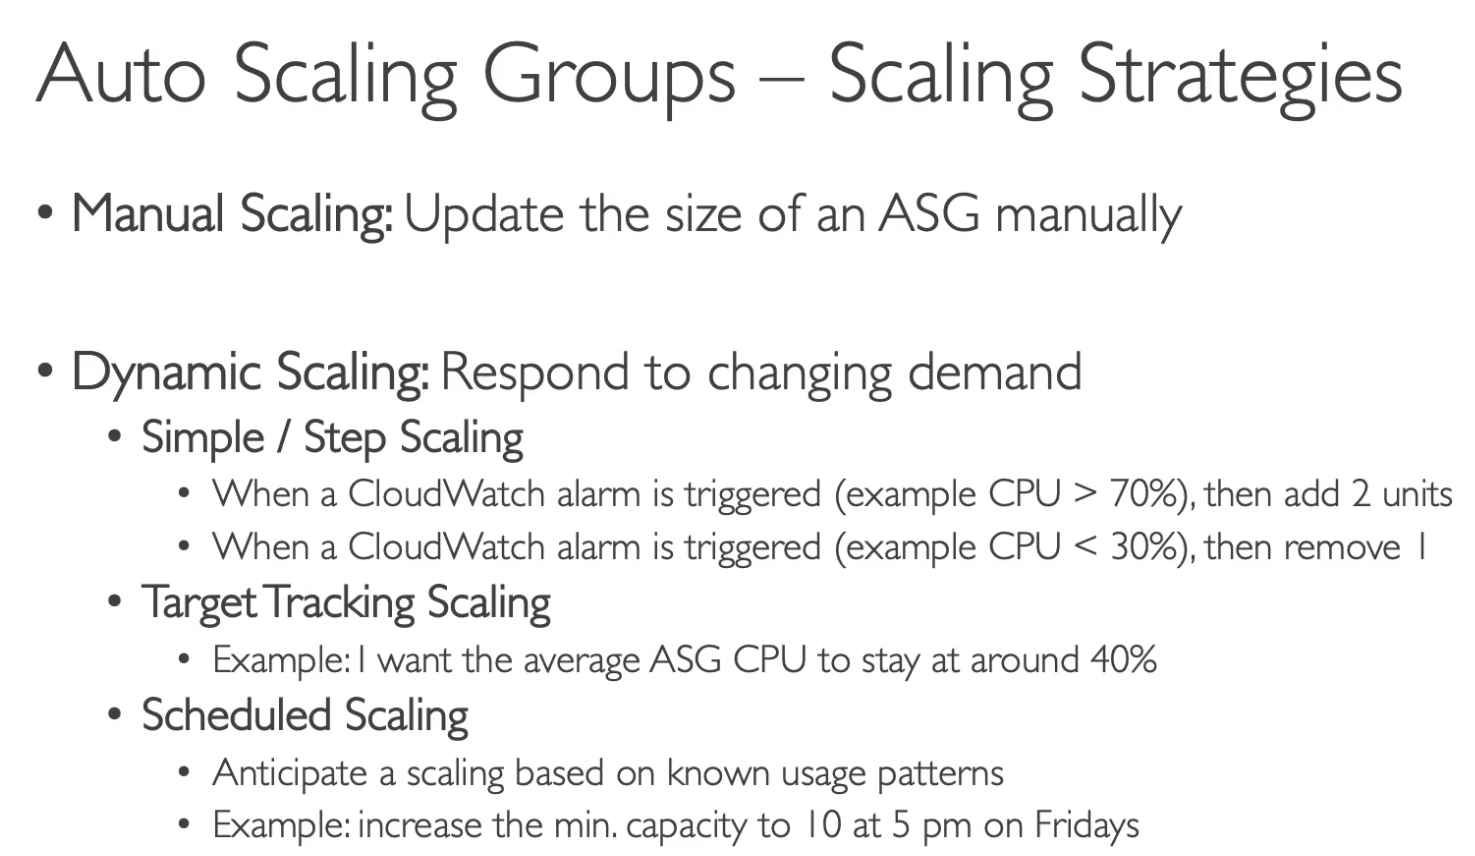 Auto Scaling Groups – Scaling Strategies
• Manual Scaling: Update the size of an ASG manually
• Dynamic Scaling: Respond to changing demand
• Simple / Step Scaling
• When a CloudWatch alarm is triggered (example CPU > 70%), then add 2 units
• When a CloudWatch alarm is triggered (example CPU < 30%), then remove 1
• Target Tracking Scaling
• Example: I want the average ASG CPU to stay at around 40%
• Scheduled Scaling
• Anticipate a scaling based on known usage patterns
• Example: increase the min. capacity to 10 at 5 pm on Fridays